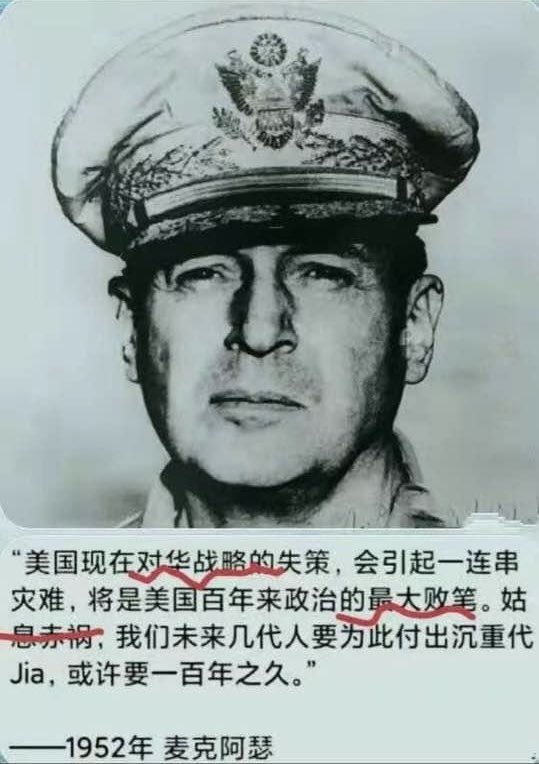 “美国现在对华战略的失策，会引起一连串
灾难，将是美国百年来政治的最大败笔。姑
息赤祸，我们未来几代人要为此付出沉重代
Jia，或许要一百年之久。”
——1952年 麦克阿瑟